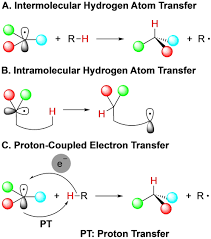 A. Intermolecular Hydrogen Atom Transfer
+ R-H H + R•
B. Intramolecular Hydrogen Atom Transfer
H H
C. Proton-Coupled Electron Transfer
e⁻
+ H-R H + R•
PT
PT: Proton Transfer